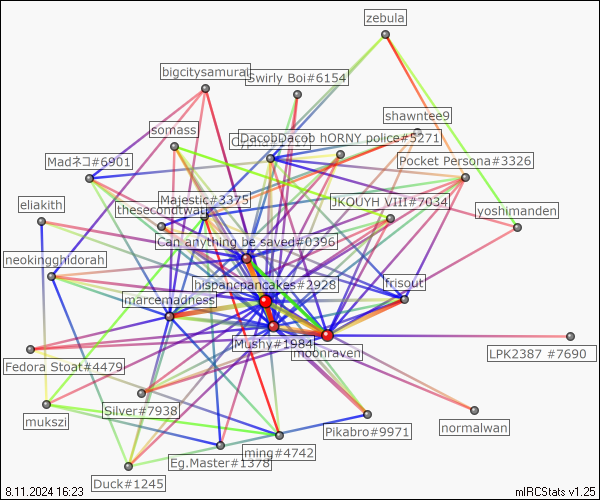 zebula
bigcitysamurai
Swirly Boi#6154
shawntee9
somass
DacobDacob hORNY police#5271
Madネコ#6901
Pocket Persona#3326
eliakith
Majestic#3375
JKOUYH VIII#7034
yoshimanden
Can anything be saved#0396
neokingghidorah
hispancpancakes#2928
frisout
marcemadness
Mushy#1984
moonraven
LPK2387 #7690
Fedora Stoat#4479
Silver#7938
mukszi
Pikabro#9971
normalwan
ming#4742
Eg.Master#1378
Duck#1245
8.11.2024 16:23
mIRCStats v1.25